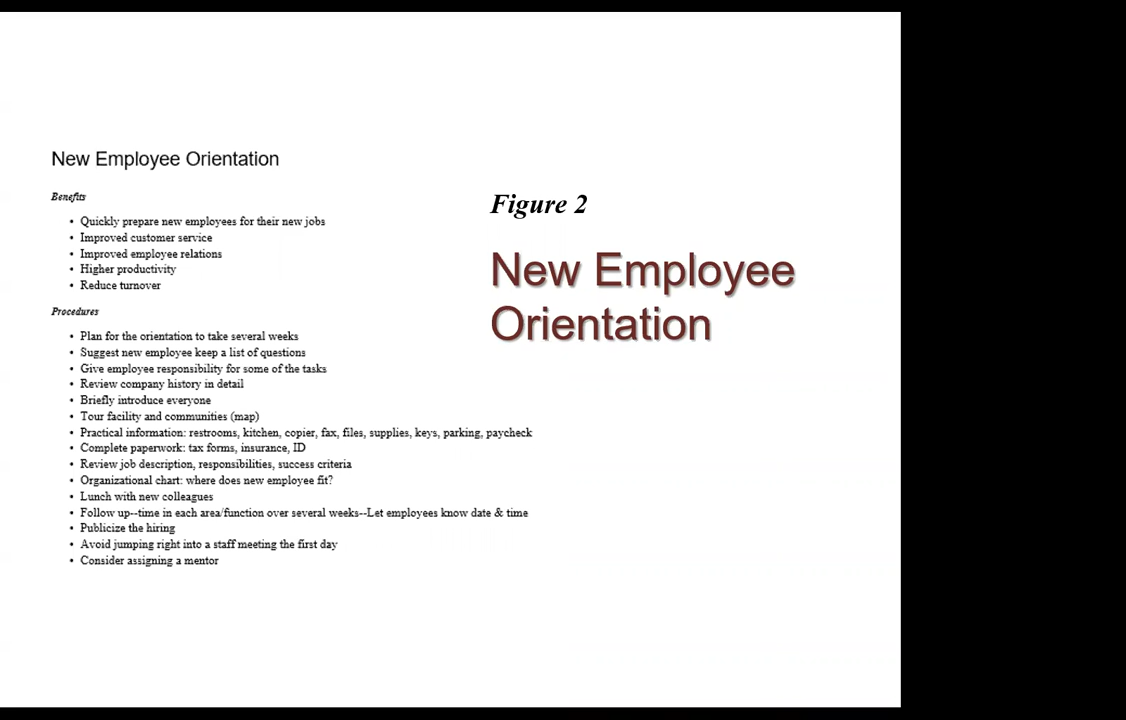 New Employee Orientation
Benefits
• Quickly prepare new employees for their new jobs
• Improved customer service
• Improved employee relations
• Higher productivity
• Reduce turnover
Procedures
• Plan for the orientation to take several weeks
• Suggest new employee keep a list of questions
• Give employee responsibility for some of the tasks
• Review company history in detail
• Briefly introduce everyone
• Tour facility and communities (map)
• Practical information: restrooms, kitchen, copier, fax, files, supplies, keys, parking, paycheck
• Complete paperwork: tax forms, insurance, ID
• Review job description, responsibilities, success criteria
• Organizational chart: where does new employee fit?
• Lunch with new colleagues
• Follow up--time in each area/function over several weeks--Let employees know date & time
• Publicize the hiring
• Avoid jumping right into a staff meeting the first day
• Consider assigning a mentor
Figure 2
New Employee
Orientation